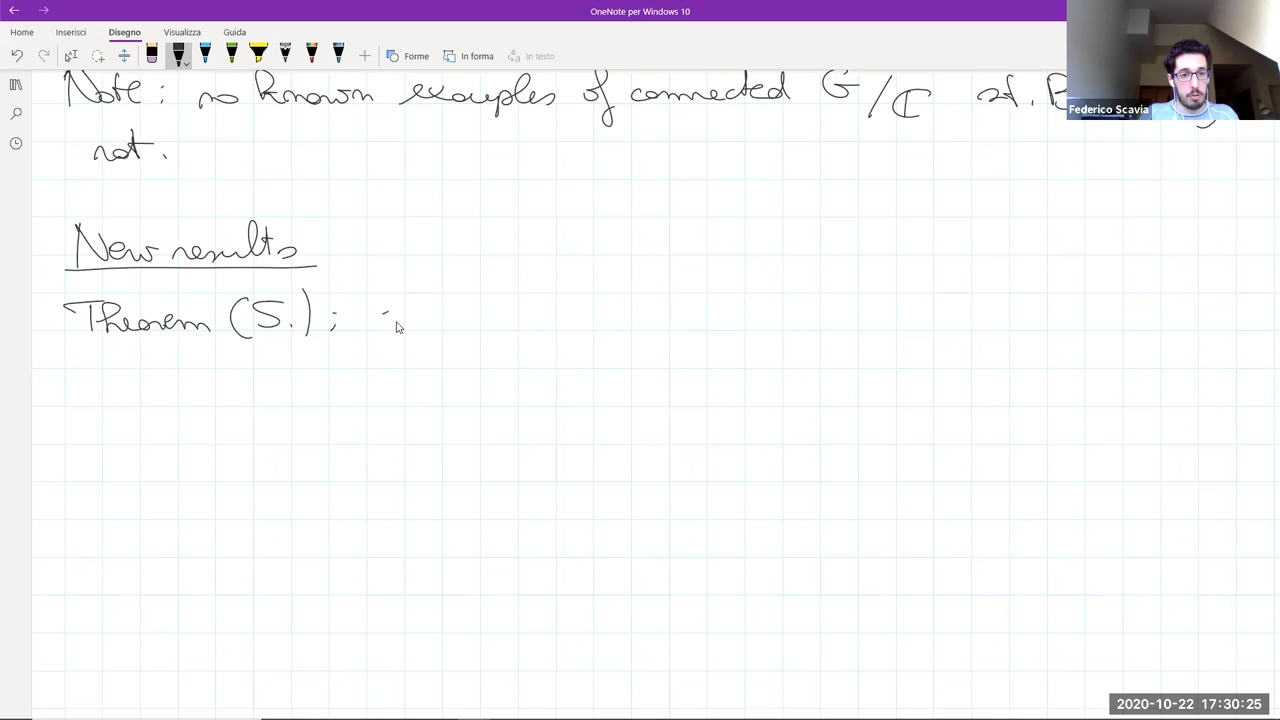 OneNote per Windows 10
Home Inserisci Disegno Visualizza Guida
Forme In forma In testo
Note: no known examples of connected G/ℂ st.
not.
New results
Theorem (S.):
Federico Scavia
2020-10-22 17:30:25